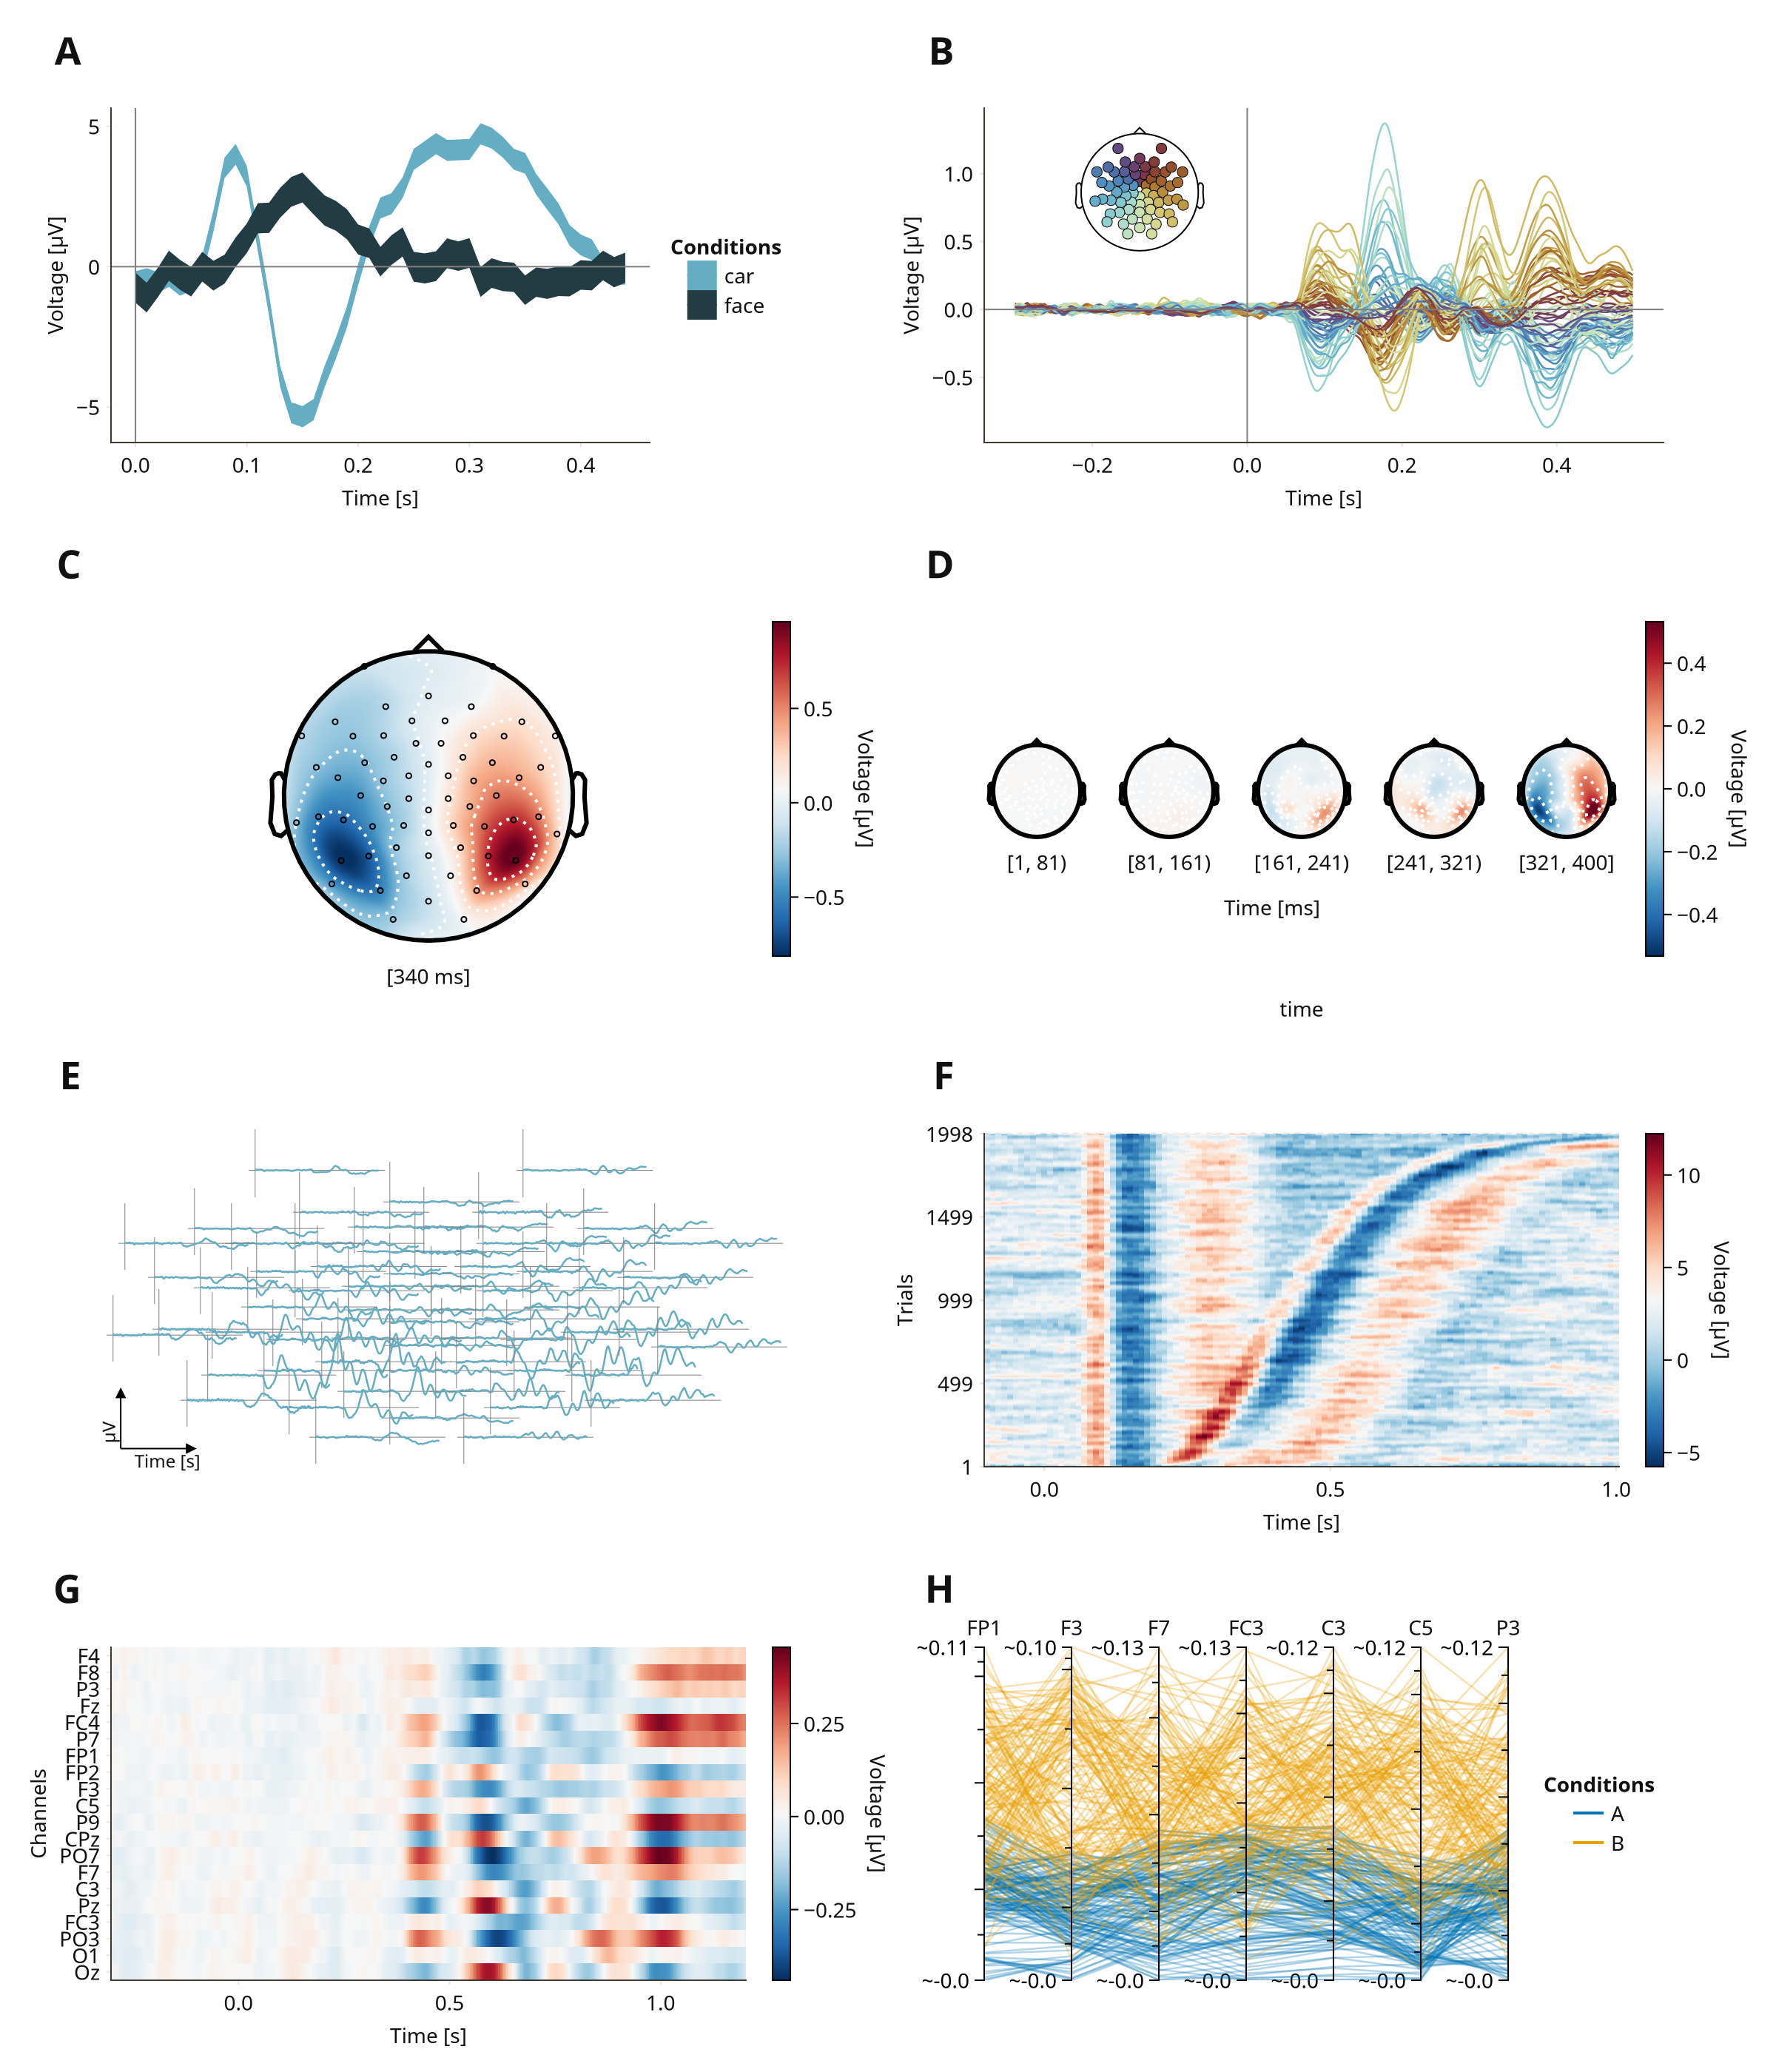 A
5
0
−5
Voltage [µV]
0.0 0.1 0.2 0.3 0.4
Time [s]
Conditions
car
face
B
1.0
0.5
0.0
−0.5
Voltage [µV]
−0.2 0.0 0.2 0.4
Time [s]
C
0.5
0.0
−0.5
Voltage [µV]
[340 ms]
D
[1, 81) [81, 161) [161, 241) [241, 321) [321, 400]
Time [ms]
time
0.4
0.2
0.0
−0.2
−0.4
Voltage [µV]
E
µV
Time [s]
F
1998
1499
999
499
1
Trials
0.0 0.5 1.0
Time [s]
10
5
0
−5
Voltage [µV]
G
F4
F8
P3
Fz
FC4
P7
FP1
FP2
F3
C5
P9
CPz
PO7
F7
C3
Pz
FC3
PO3
O1
Oz
Channels
0.0 0.5 1.0
Time [s]
0.25
0.00
−0.25
Voltage [µV]
H
FP1 F3 F7 FC3 C3 C5 P3
~0.11 ~0.10 ~0.13 ~0.13 ~0.12 ~0.12 ~0.12
~-0.0 ~-0.0 ~-0.0 ~-0.0 ~-0.0 ~-0.0 ~-0.0
Conditions
A
B